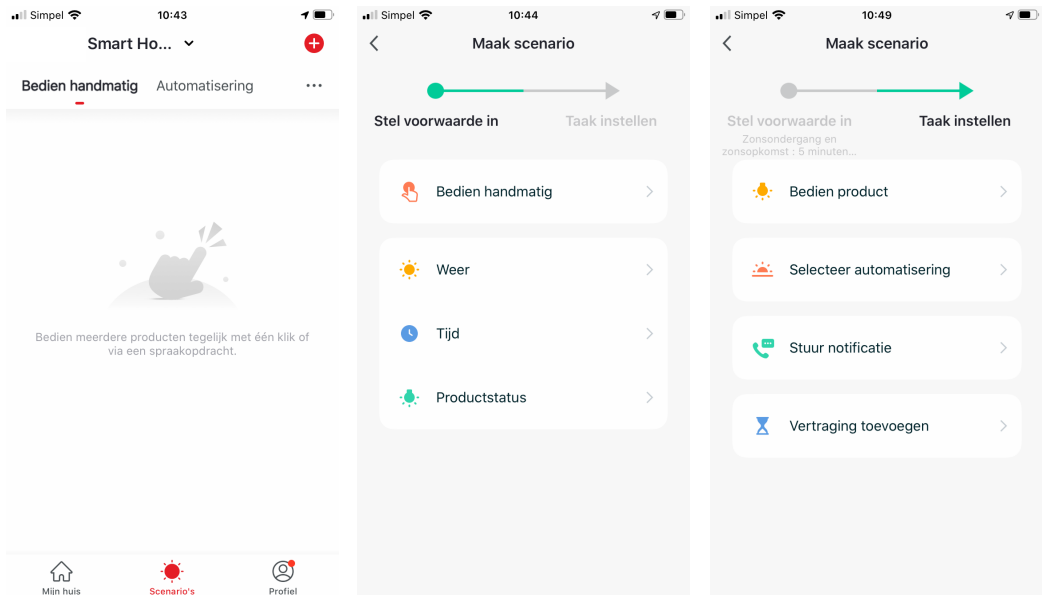 Simpel
10:43
Smart Ho...
Bedien handmatig
Automatisering
Bedien meerdere producten tegelijk met één klik of
via een spraakopdracht.
Mijn huis
Scenario's
Profiel
Simpel
10:44
Maak scenario
Stel voorwaarde in
Taak instellen
Bedien handmatig
Weer
Tijd
Productstatus
Simpel
10:49
Maak scenario
Stel voorwaarde in
Taak instellen
Zonsondergang en
zonsopkomst : 5 minuten...
Bedien product
Selecteer automatisering
Stuur notificatie
Vertraging toevoegen